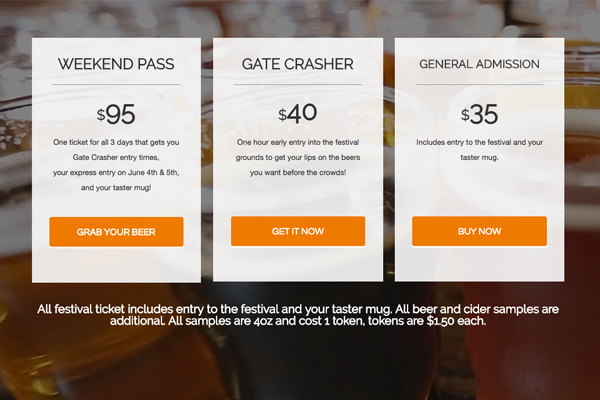 WEEKEND PASS
$95
One ticket for all 3 days that gets you
Gate Crasher entry times,
your express entry on June 4th & 5th,
and your taster mug!
GRAB YOUR BEER
GATE CRASHER
$40
One hour early entry into the festival
grounds to get your lips on the beers
you want before the crowds!
GET IT NOW
GENERAL ADMISSION
$35
Includes entry to the festival and your
taster mug.
BUY NOW
All festival ticket includes entry to the festival and your taster mug. All beer and cider samples are
additional. All samples are 4oz and cost 1 token, tokens are $1.50 each.